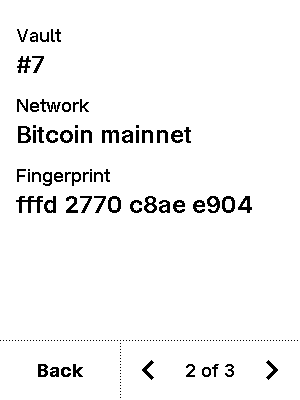 Vault
#7
Network
Bitcoin mainnet
Fingerprint
fffd 2770 c8ae e904
Back
2 of 3